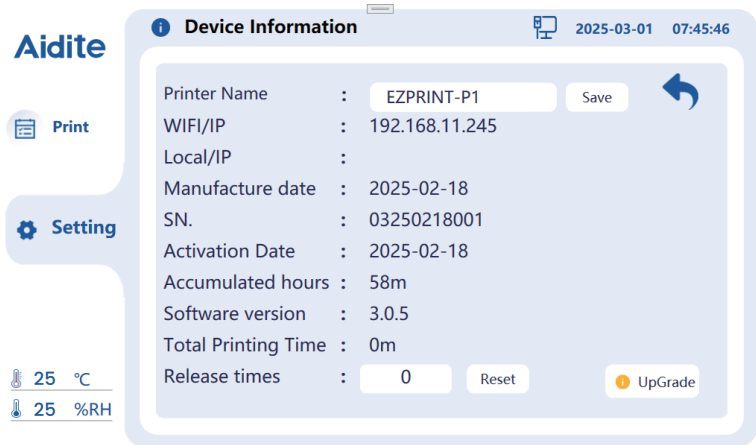 Aidite
Device Information 2025-03-01 07:45:46
Print
Setting
25 ℃
25 %RH
Printer Name : EZPRINT-P1 Save
WIFI/IP : 192.168.11.245
Local/IP :
Manufacture date : 2025-02-18
SN. : 03250218001
Activation Date : 2025-02-18
Accumulated hours : 58m
Software version : 3.0.5
Total Printing Time : 0m
Release times : 0 Reset UpGrade